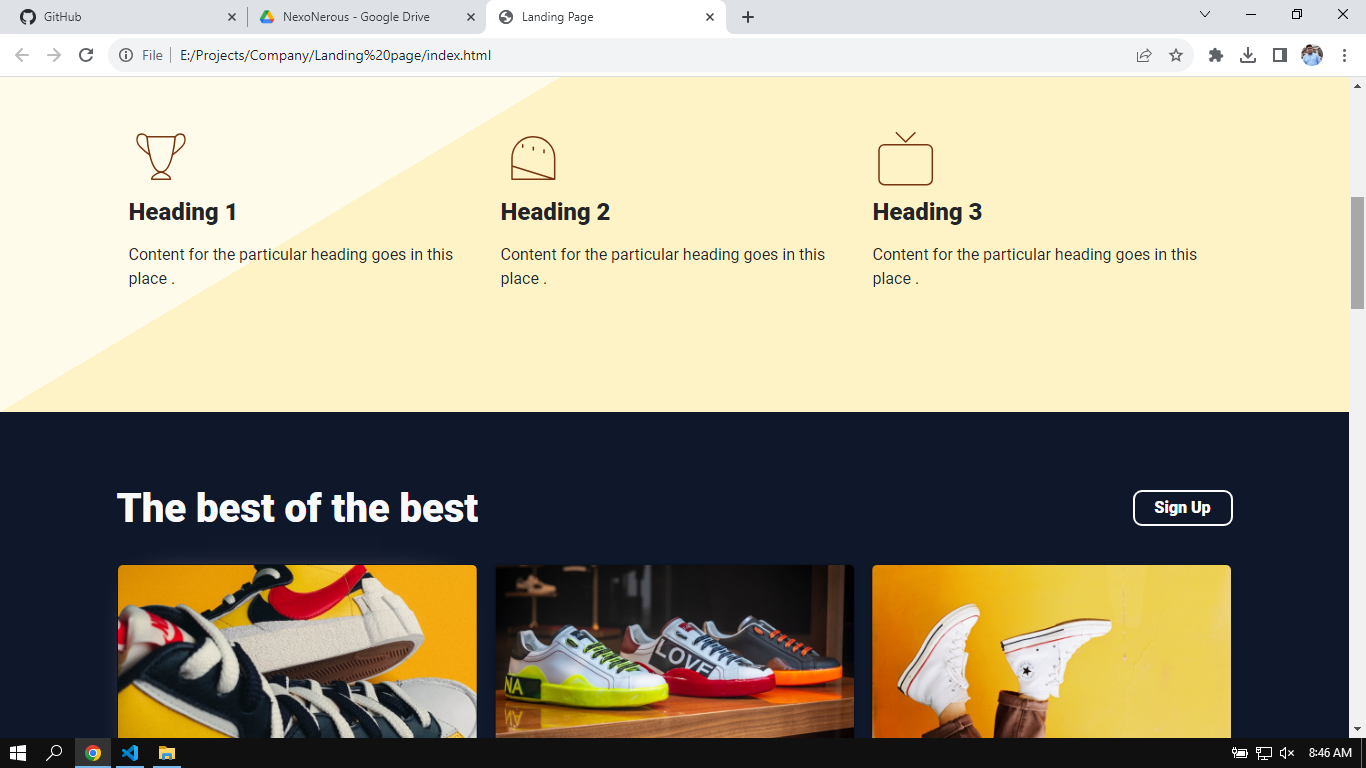 GitHub
NexoNerous - Google Drive
Landing Page
File
E:/Projects/Company/Landing%20page/index.html
Heading 1
Content for the particular heading goes in this
place .
Heading 2
Content for the particular heading goes in this
place .
Heading 3
Content for the particular heading goes in this
place .
The best of the best
Sign Up
NA
LOVE
8:46 AM